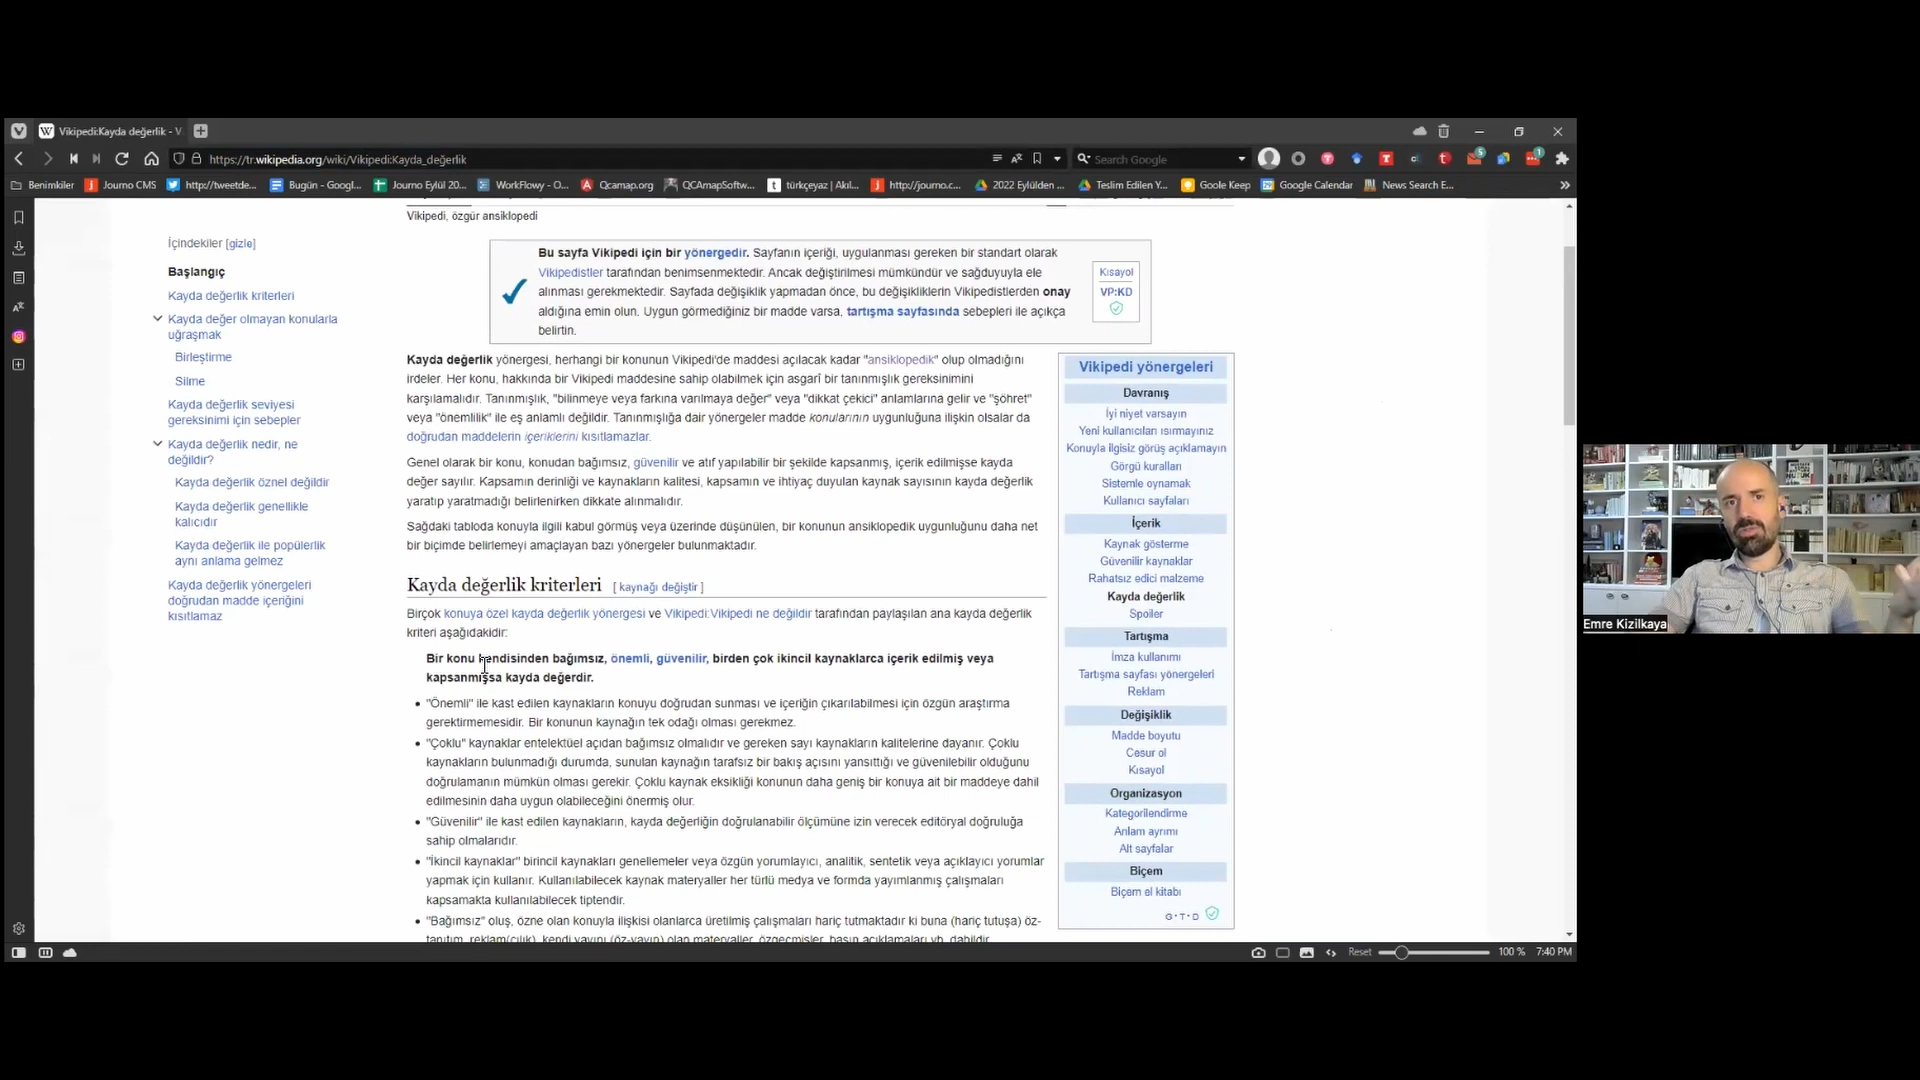 Vikipedi:Kayda değerlik - V
https://tr.wikipedia.org/wiki/Vikipedi:Kayda_değerlik
Search Google
Benimkiler
Journo CMS
http://tweetde...
Bugün - Googl...
Journo Eylül 20...
WorkFlowy - O...
Qcamap.org
QCAmapSoftw...
türkçeyaz | Akıl...
http://journo.c...
2022 Eylülden ...
Teslim Edilen Y...
Goole Keep
Google Calendar
News Search E...
Vikipedi, özgür ansiklopedi
İçindekiler [gizle]
Başlangıç
Kayda değerlik kriterleri
Kayda değer olmayan konularla
uğraşmak
Birleştirme
Silme
Kayda değerlik seviyesi
gereksinimi için sebepler
Kayda değerlik nedir, ne
değildir?
Kayda değerlik öznel değildir
Kayda değerlik genellikle
kalıcıdır
Kayda değerlik ile popülerlik
aynı anlama gelmez
Kayda değerlik yönergeleri
doğrudan madde içeriğini
kısıtlamaz
Bu sayfa Vikipedi için bir yönergedir. Sayfanın içeriği, uygulanması gereken bir standart olarak
Vikipedistler tarafından benimsenmektedir. Ancak değiştirilmesi mümkündür ve sağduyuyla ele
alınması gerekmektedir. Sayfada değişiklik yapmadan önce, bu değişikliklerin Vikipedistlerden onay
aldığına emin olun. Uygun görmediğiniz bir madde varsa, tartışma sayfasında sebepleri ile açıkça
belirtin.
Kısayol
VP:KD
Kayda değerlik yönergesi, herhangi bir konunun Vikipedi'de maddesi açılacak kadar "ansiklopedik" olup olmadığını
irdeler. Her konu, hakkında bir Vikipedi maddesine sahip olabilmek için asgarî bir tanınmışlık gereksinimini
karşılamalıdır. Tanınmışlık, "bilinmeye veya farkına varılmaya değer" veya "dikkat çekici" anlamlarına gelir ve "şöhret"
veya "önemlilik" ile eş anlamlı değildir. Tanınmışlığa dair yönergeler madde konularının uygunluğuna ilişkin olsalar da
doğrudan maddelerin içeriklerini kısıtlamazlar.
Genel olarak bir konu, konudan bağımsız, güvenilir ve atıf yapılabilir bir şekilde kapsanmış, içerik edilmişse kayda
değer sayılır. Kapsamın derinliği ve kaynakların kalitesi, kapsamın ve ihtiyaç duyulan kaynak sayısının kayda değerlik
yaratıp yaratmadığı belirlenirken dikkate alınmalıdır.
Sağdaki tabloda konuyla ilgili kabul görmüş veya üzerinde düşünülen, bir konunun ansiklopedik uygunluğunu daha net
bir biçimde belirlemeyi amaçlayan bazı yönergeler bulunmaktadır.
Kayda değerlik kriterleri [ kaynağı değiştir ]
Birçok konuya özel kayda değerlik yönergesi ve Vikipedi:Vikipedi ne değildir tarafından paylaşılan ana kayda değerlik
kriteri aşağıdakidir:
Bir konu kendisinden bağımsız, önemli, güvenilir, birden çok ikincil kaynaklarca içerik edilmiş veya
kapsanmışsa kayda değerdir.
• "Önemli" ile kast edilen kaynakların konuyu doğrudan sunması ve içeriğin çıkarılabilmesi için özgün araştırma
gerektirmemesidir. Bir konunun kaynağın tek odağı olması gerekmez.
• "Çoklu" kaynaklar entelektüel açıdan bağımsız olmalıdır ve gereken sayı kaynakların kalitelerine dayanır. Çoklu
kaynakların bulunmadığı durumda, sunulan kaynağın tarafsız bir bakış açısını yansıttığı ve güvenilebilir olduğunu
doğrulamanın mümkün olması gerekir. Çoklu kaynak eksikliği konunun daha geniş bir konuya ait bir maddeye dahil
edilmesinin daha uygun olabileceğini önermiş olur.
• "Güvenilir" ile kast edilen kaynakların, kayda değerliğin doğrulanabilir ölçümüne izin verecek editöryal doğruluğa
sahip olmalarıdır.
• "İkincil kaynaklar" birincil kaynakları genellemeler veya özgün yorumlayıcı, analitik, sentetik veya açıklayıcı yorumlar
yapmak için kullanır. Kullanılabilecek kaynak materyaller her türlü medya ve formda yayımlanmış çalışmaları
kapsamakta kullanılabilecek tiptendir.
• "Bağımsız" oluş, özne olan konuyla ilişkisi olanlarca üretilmiş çalışmaları hariç tutmaktadır ki buna (hariç tutuşa) öz-
tanıtım, reklam(cılık), kendi yayını (öz-yayın) olan materyaller, özgeçmişler, basın açıklamaları vb. dahildir.
Vikipedi yönergeleri
Davranış
İyi niyet varsayın
Yeni kullanıcıları ısırmayınız
Konuyla ilgisiz görüş açıklamayın
Görgü kuralları
Sistemle oynamak
Kullanıcı sayfaları
İçerik
Kaynak gösterme
Güvenilir kaynaklar
Rahatsız edici malzeme
Kayda değerlik
Spoiler
Tartışma
İmza kullanımı
Tartışma sayfası yönergeleri
Reklam
Değişiklik
Madde boyutu
Cesur ol
Kısayol
Organizasyon
Kategorilendirme
Anlam ayrımı
Alt sayfalar
Biçem
Biçem el kitabı
G·T·D
Emre Kizilkaya
Reset
100 %
7:40 PM